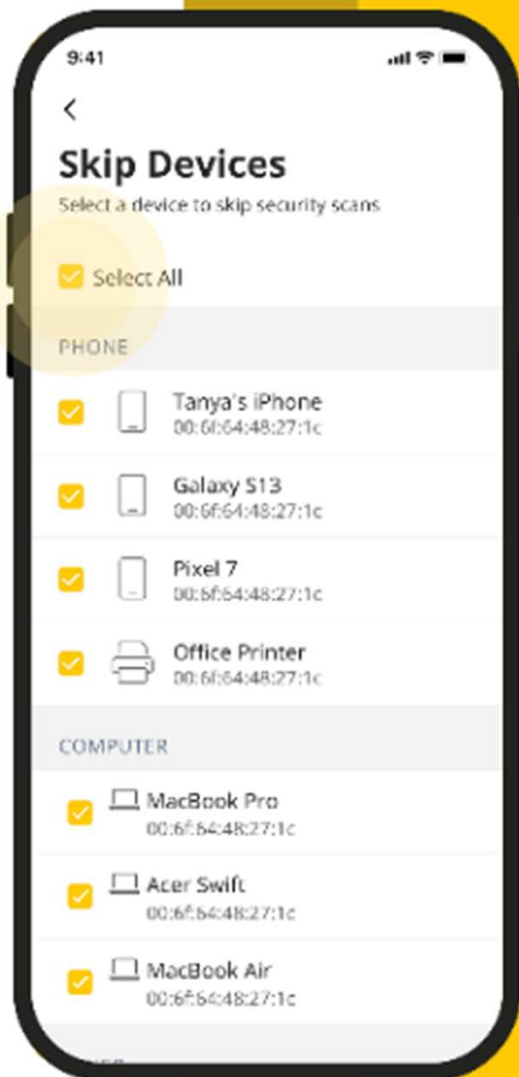 9:41
Skip Devices
Select a device to skip security scans
Select All
PHONE
Tanya's iPhone
00:6f:64:48:27:1c
Galaxy S13
00:6f:64:48:27:1c
Pixel 7
00:6f:64:48:27:1c
Office Printer
00:6f:64:48:27:1c
COMPUTER
MacBook Pro
00:6f:64:48:27:1c
Acer Swift
00:6f:64:48:27:1c
MacBook Air
00:6f:64:48:27:1c